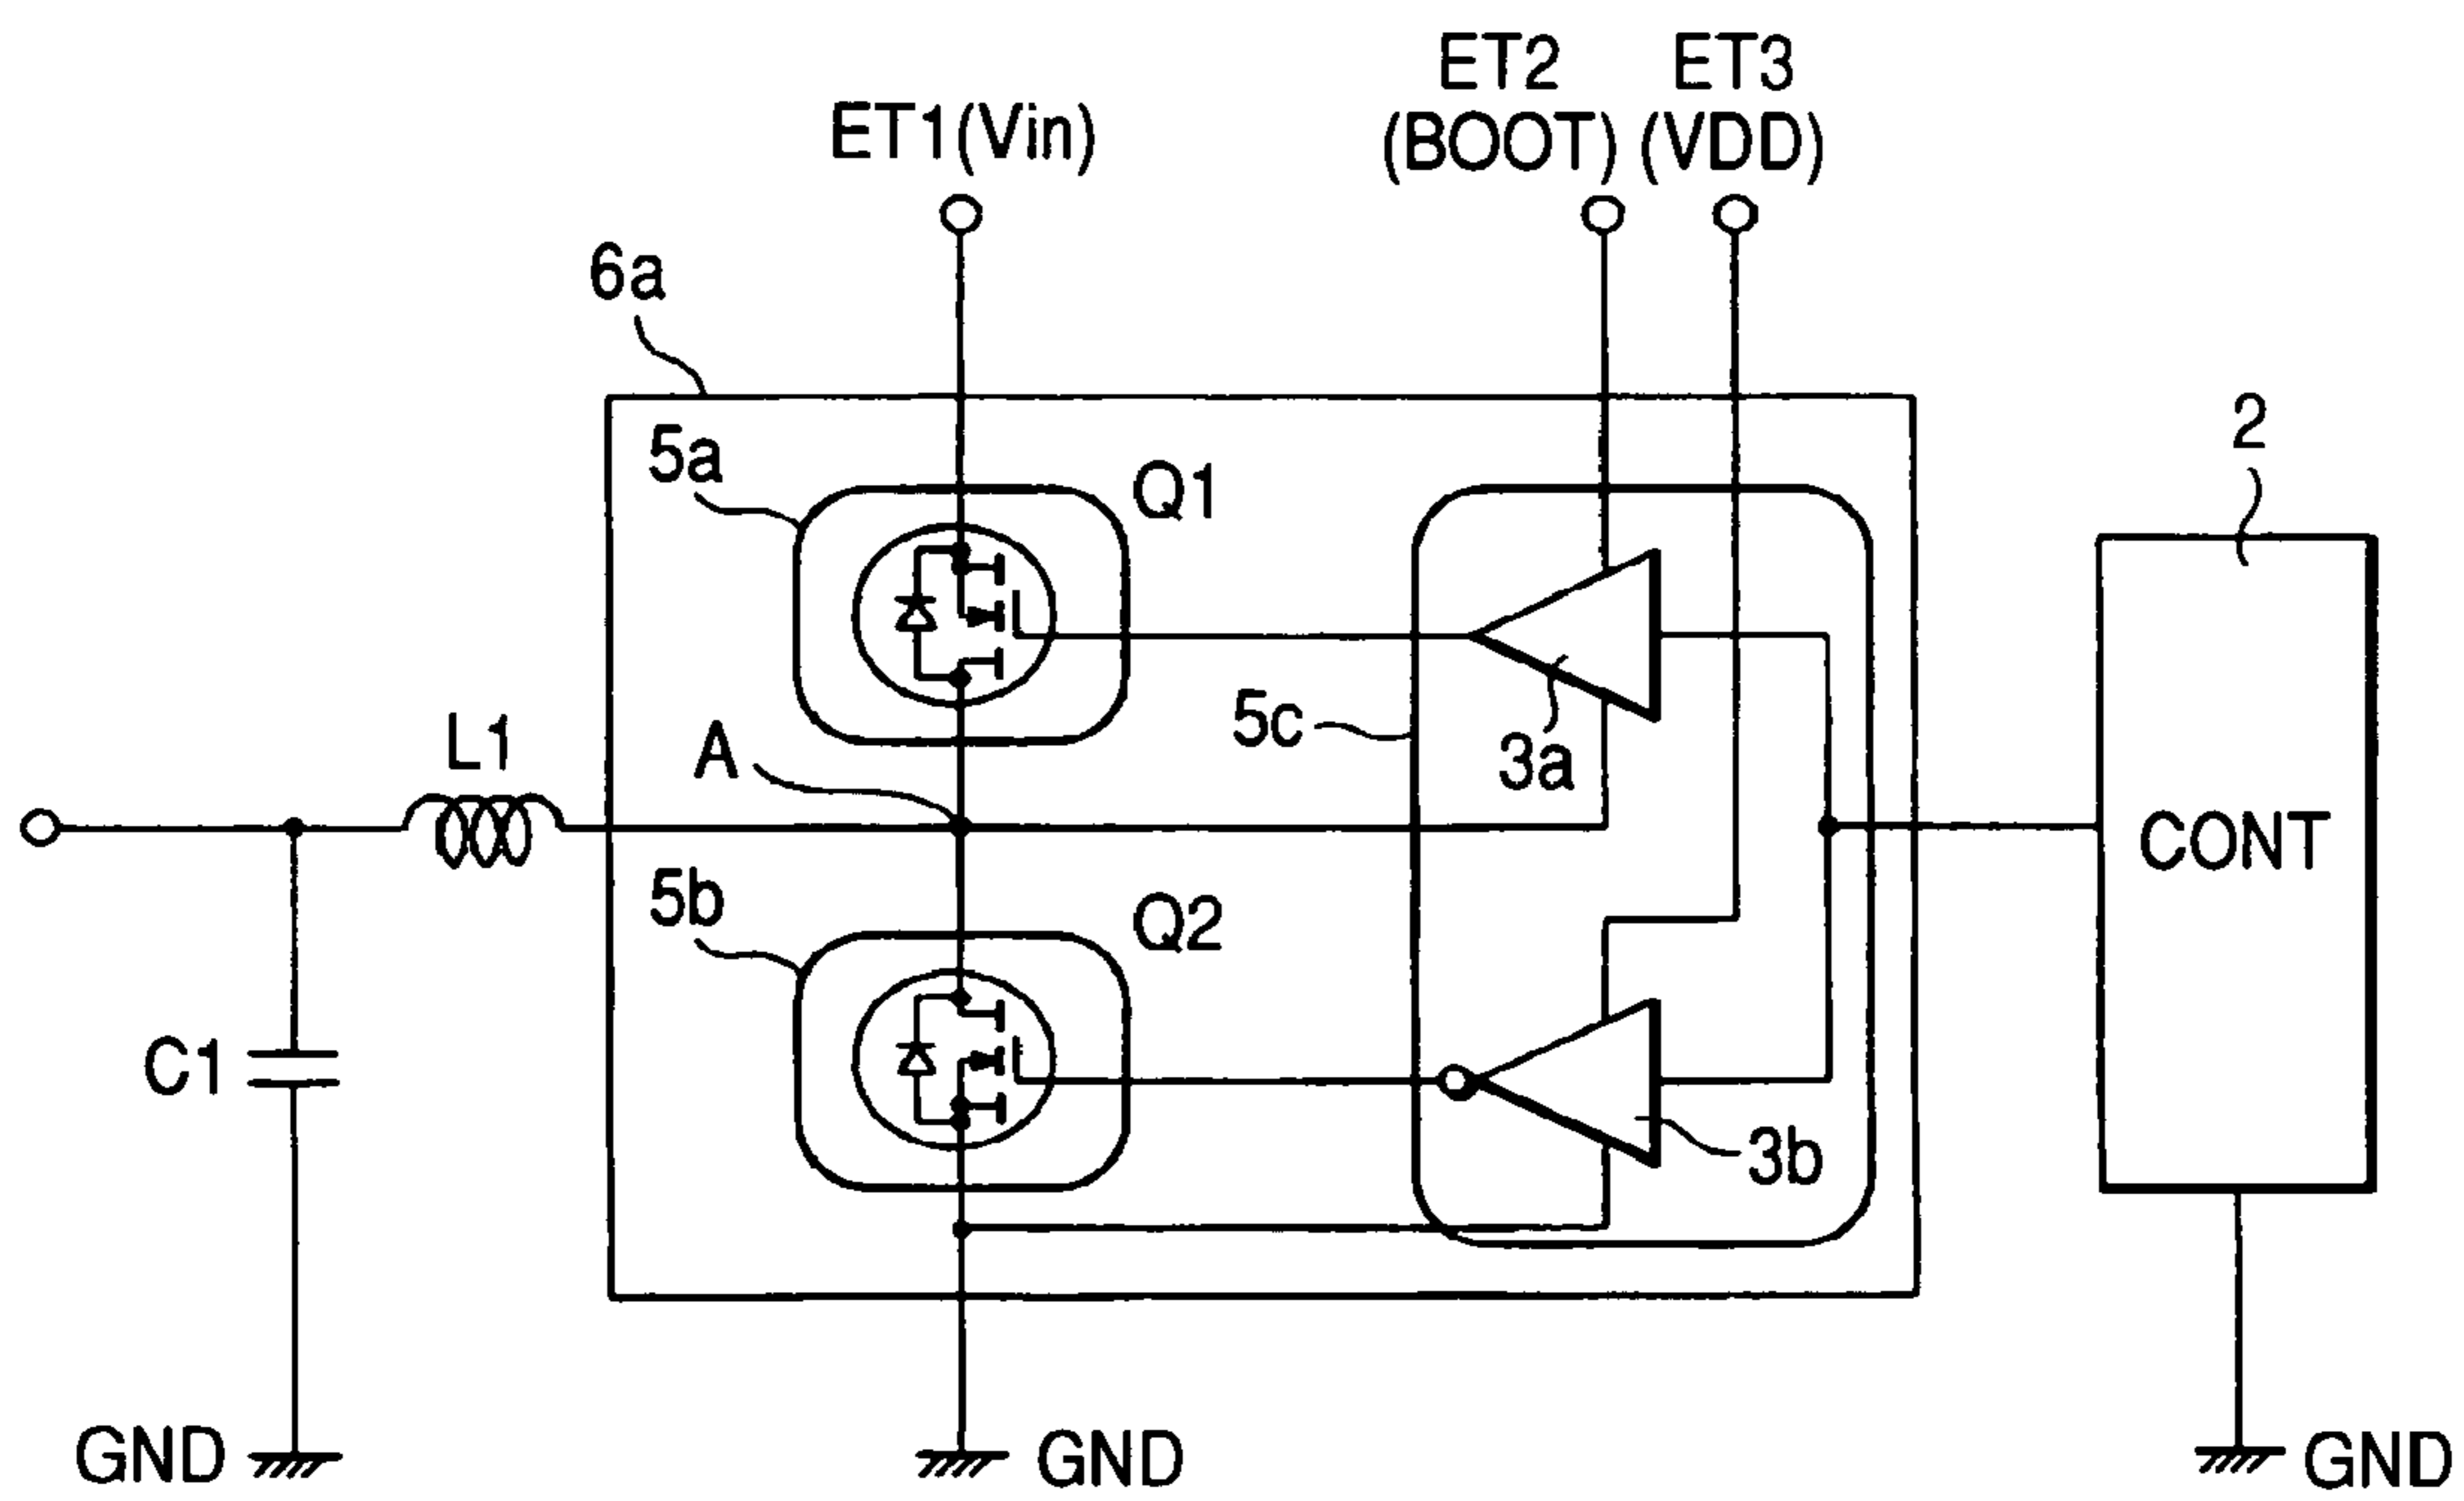 ET2
ET3
ET1(Vin)
(BOOT)
(VDD)
6a
2
5a
Q1
5c
3a
L1
A
CONT
5b
Q2
C1
3b
GND
GND
GND